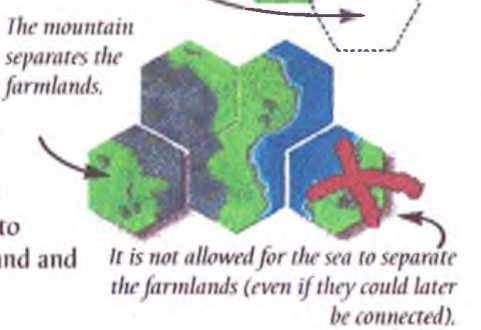 The mountain
separates the
farmlands.
to
and and
It is not allowed for the sea to separate
the farmlands (even if they could later
be connected).